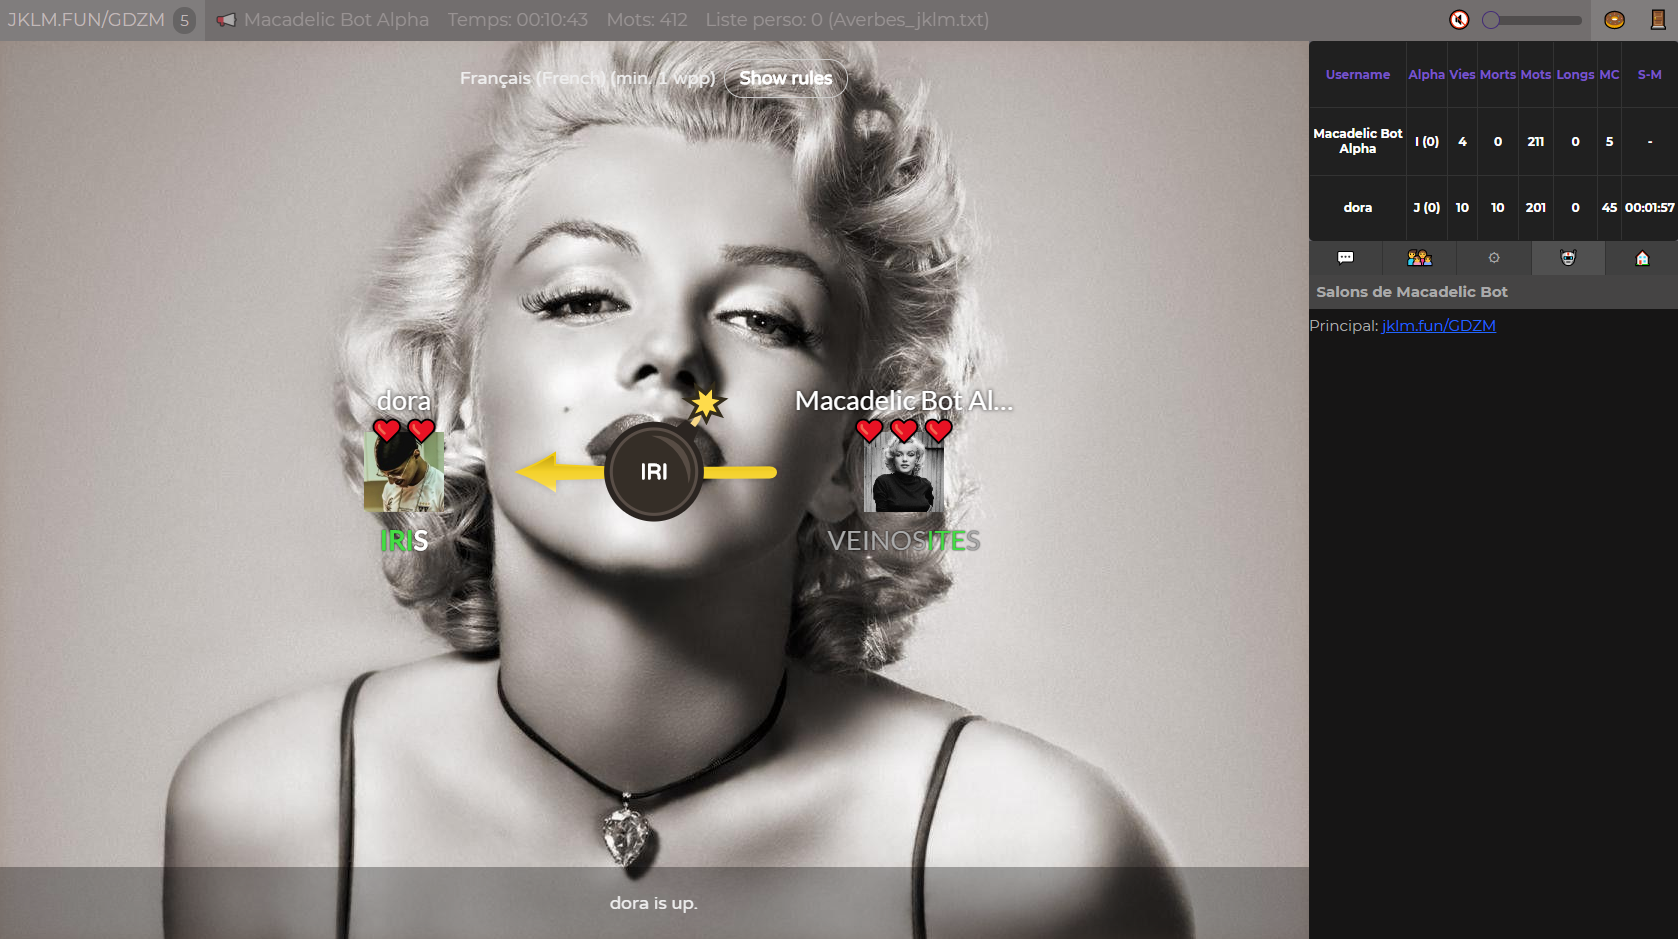 JKLM.FUN/GDZM 5 Macadelic Bot Alpha Temps: 00:10:43 Mots: 412 Liste perso: 0 (Averbes_jklm.txt)
Français (French) (min. 1 wpp) Show rules
Username Alpha Vies Morts Mots Longs MC S-M
Macadelic Bot Alpha I (0) 4 0 211 0 5 -
dora J (0) 10 10 201 0 45 00:01:57
Salons de Macadelic Bot
Principal: jklm.fun/GDZM
dora
Macadelic Bot Al...
IRI
IRIS
VEINOSITES
dora is up.